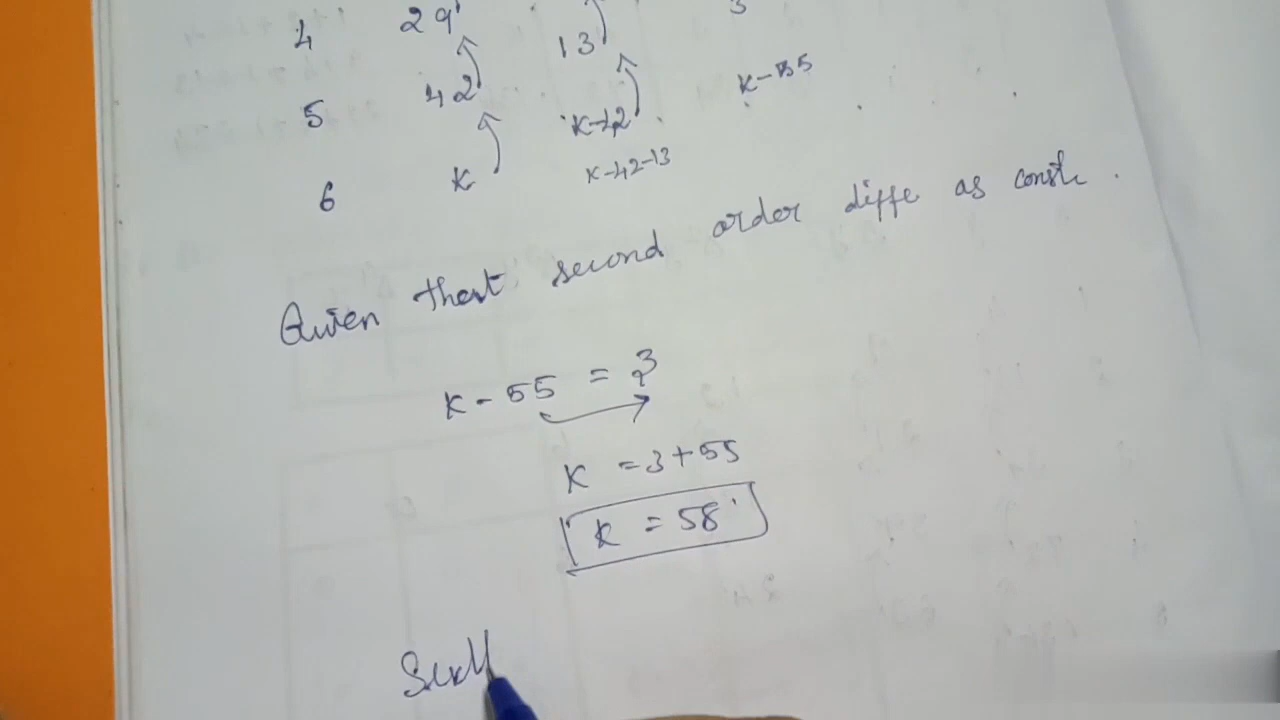 4 29 13 3
5 42 K-42 K-55
6 K K-42-13
Given that second order diffe as const.
K - 55 = 3
K = 3+55
K = 58